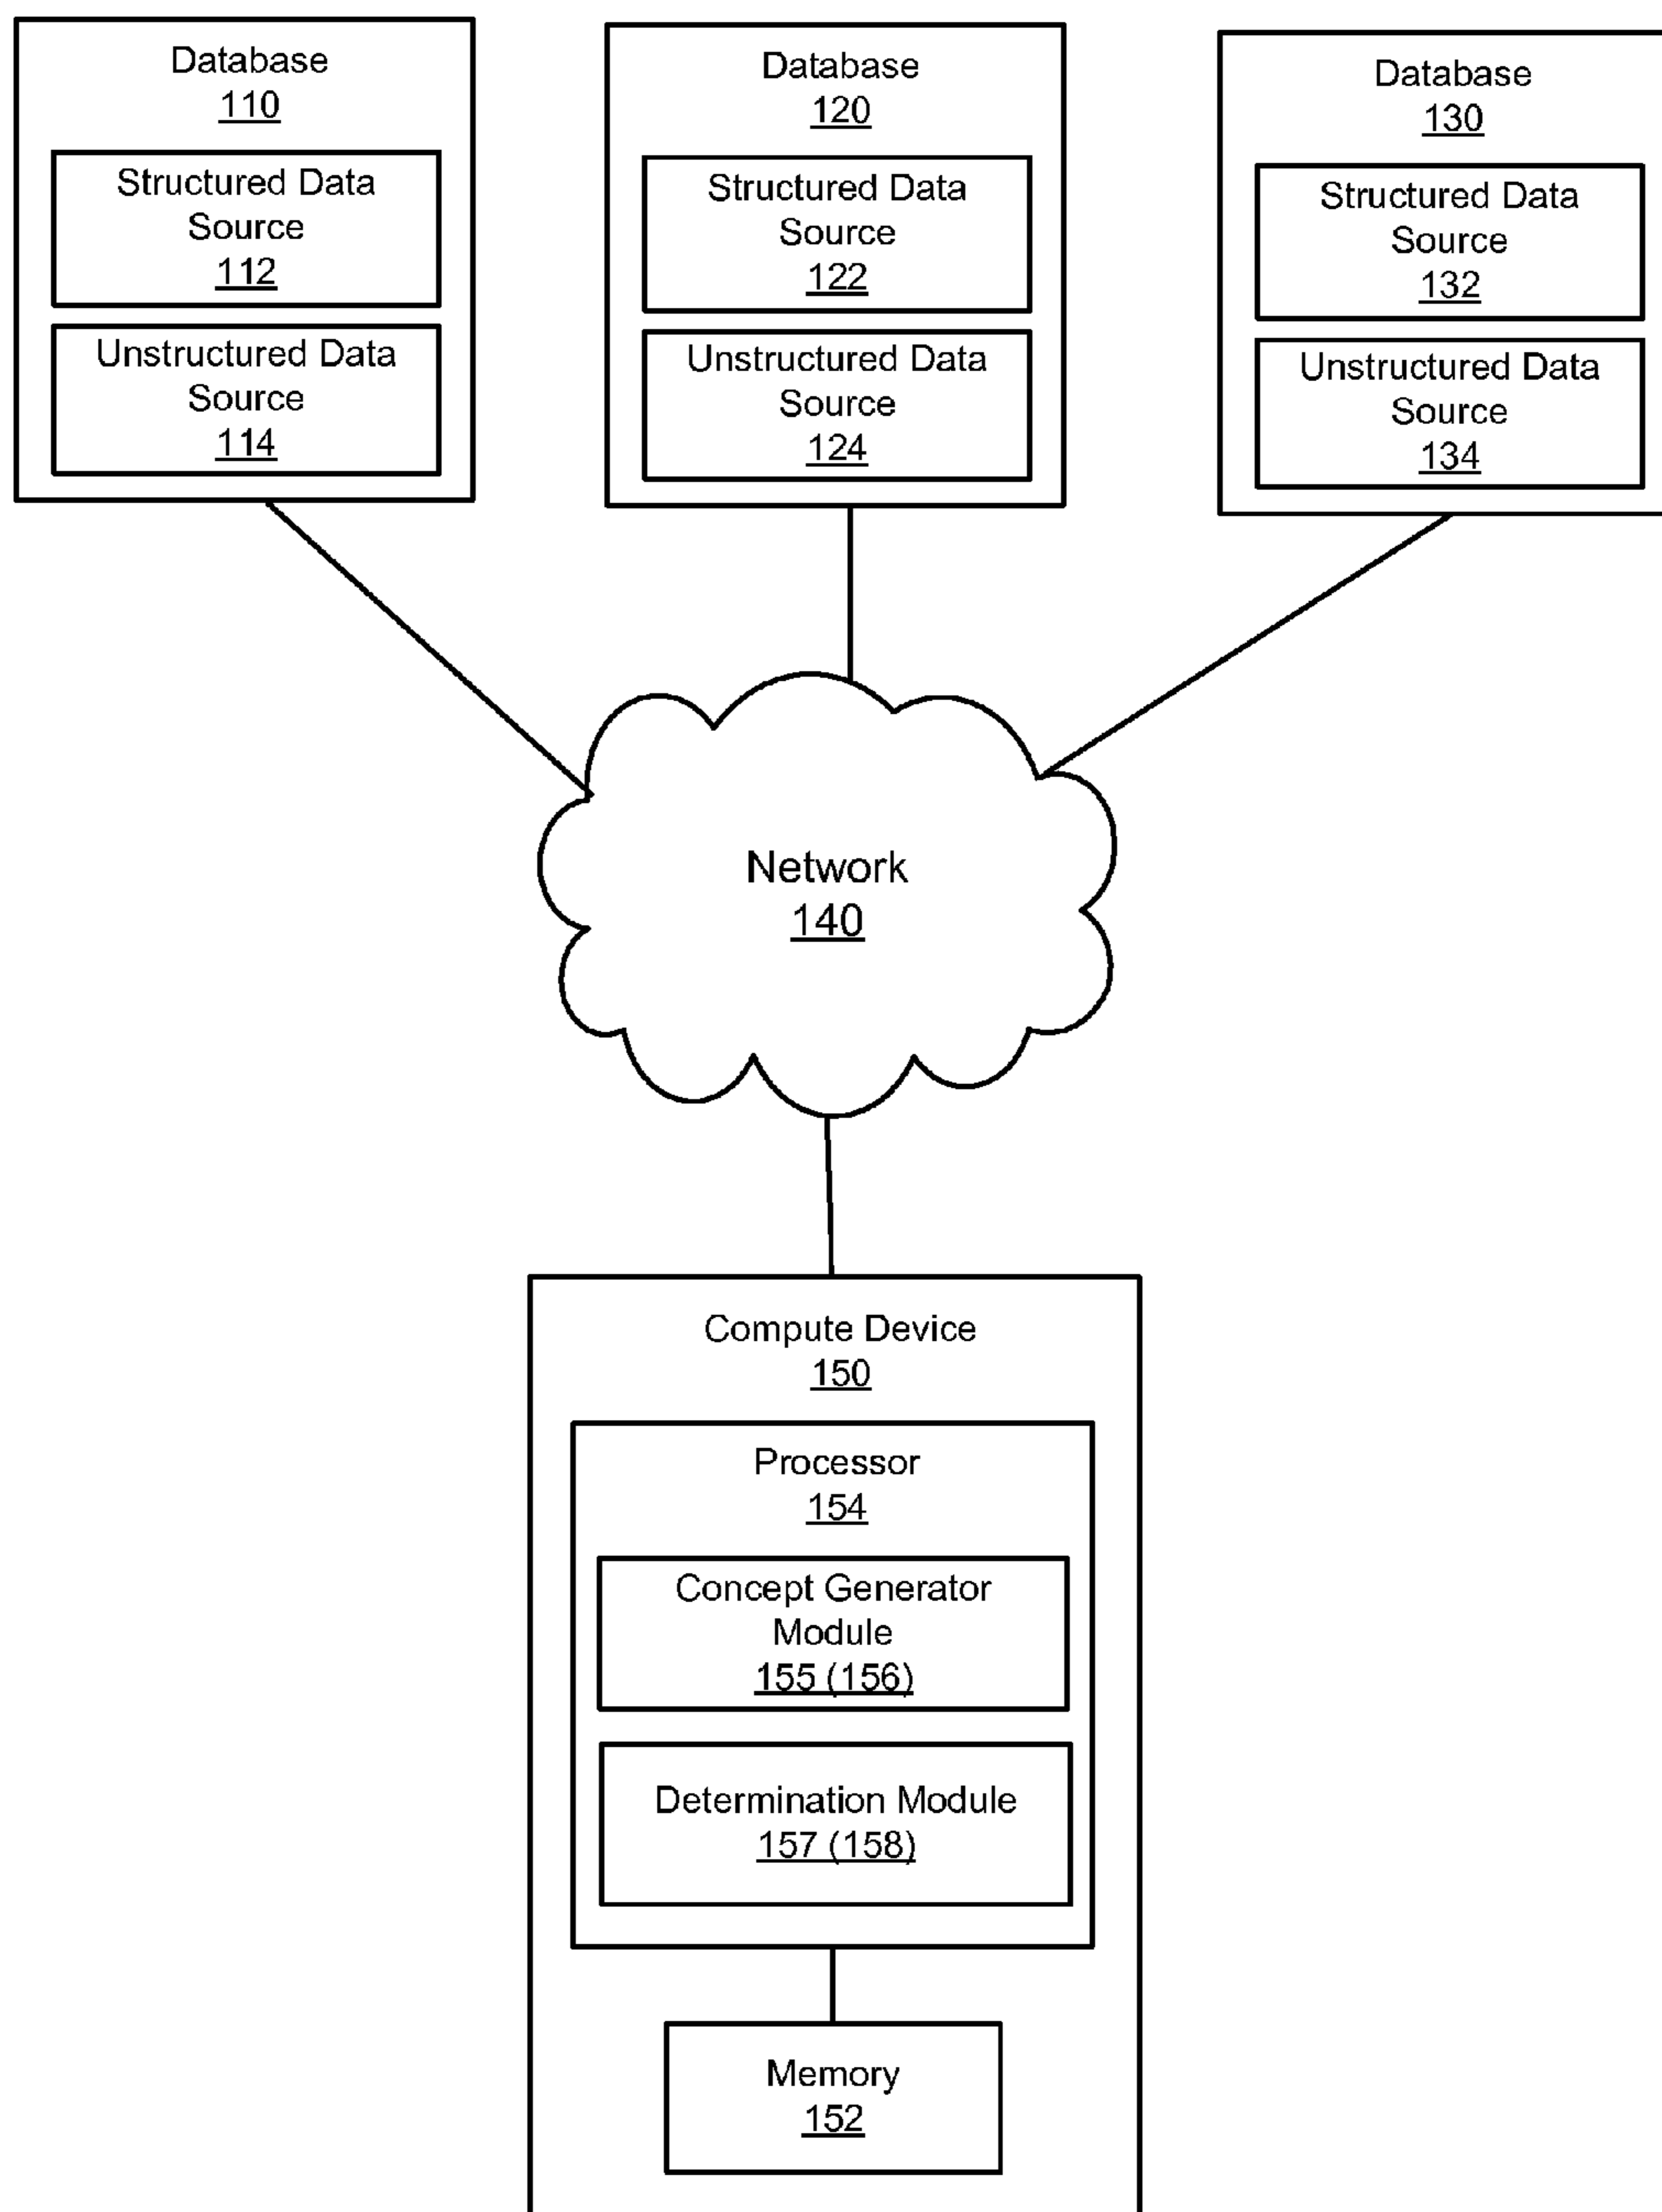 Database
110
Structured Data
Source
112
Unstructured Data
Source
114
Database
120
Structured Data
Source
122
Unstructured Data
Source
124
Database
130
Structured Data
Source
132
Unstructured Data
Source
134
Network
140
Compute Device
150
Processor
154
Concept Generator
Module
155 (156)
Determination Module
157 (158)
Memory
152